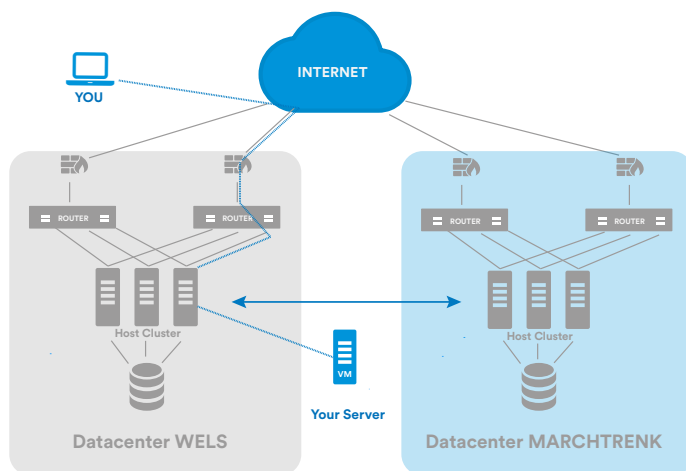 INTERNET
YOU
ROUTER
ROUTER
ROUTER
ROUTER
Host Cluster
Host Cluster
VM
Your Server
Datacenter WELS
Datacenter MARCHTRENK